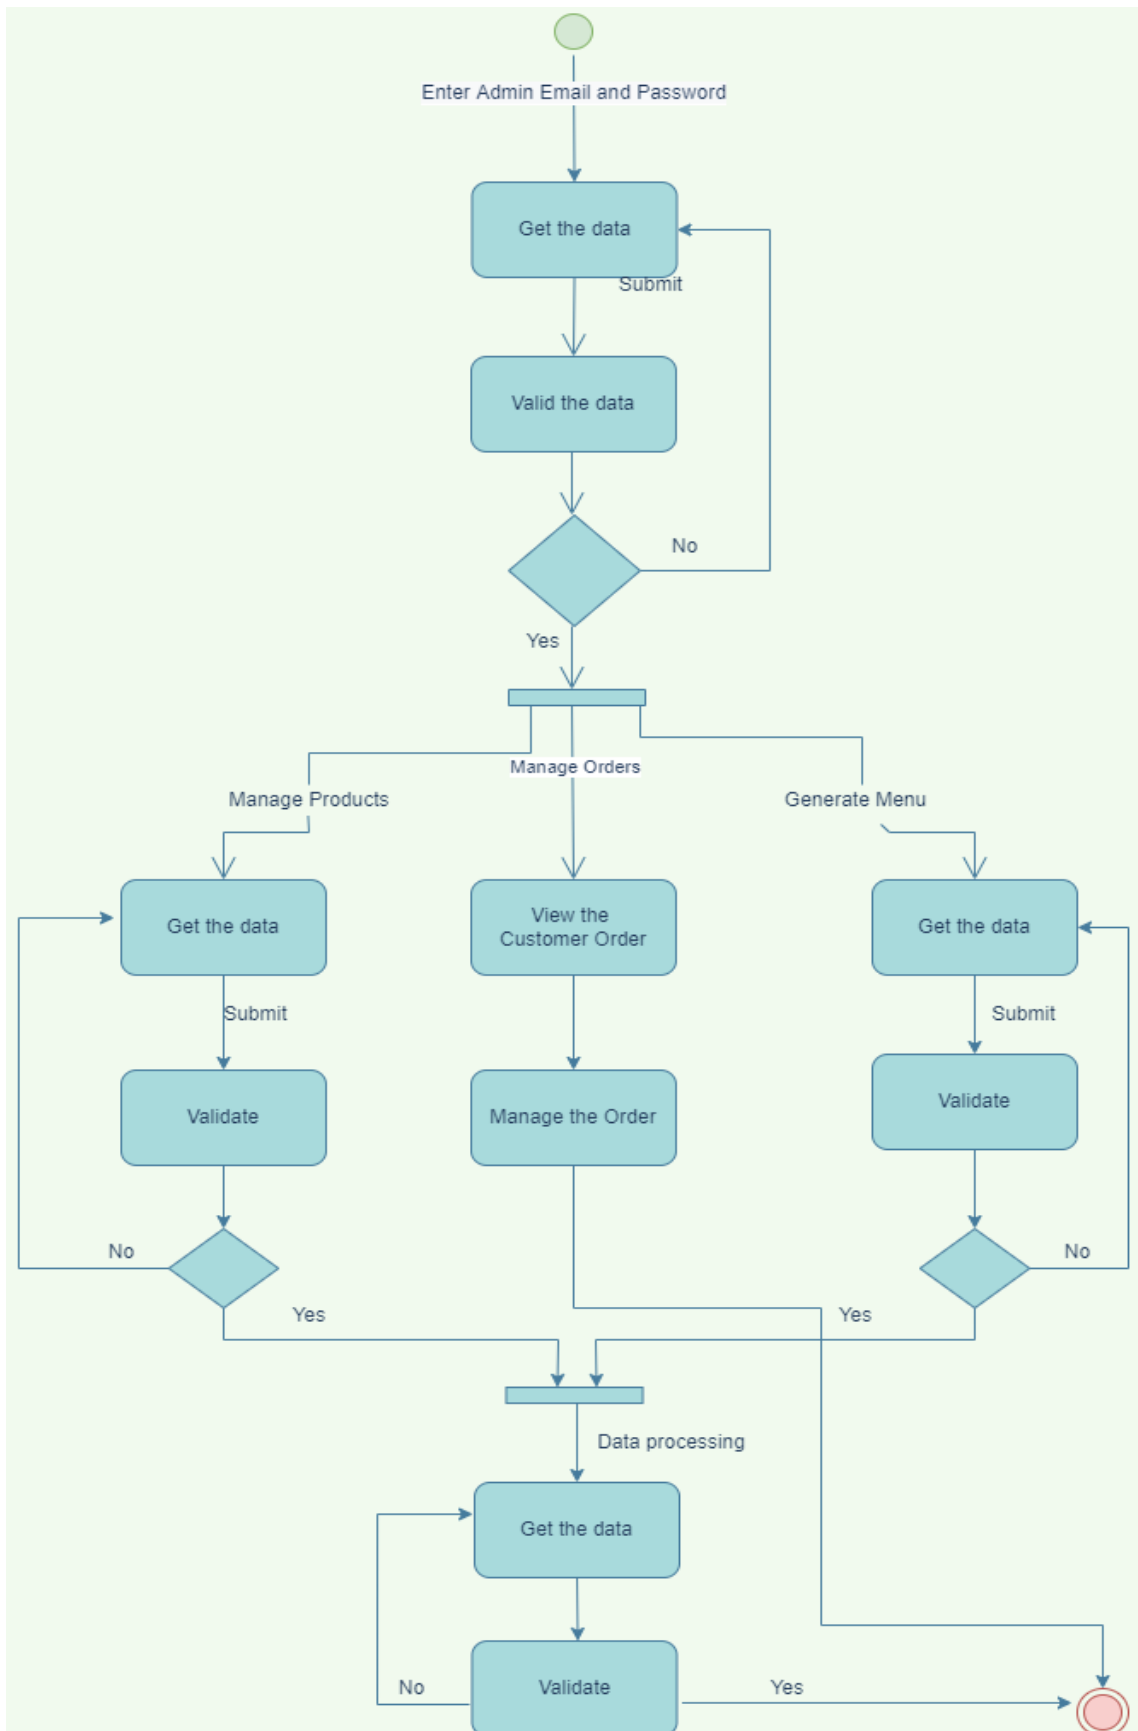 Enter Admin Email and Password
Get the data
Submit
Valid the data
No
Yes
Manage Orders
Manage Products
Generate Menu
Get the data
View the
Customer Order
Get the data
Submit
Submit
Validate
Manage the Order
Validate
No
No
Yes
Yes
Data processing
Get the data
Validate
No
Yes